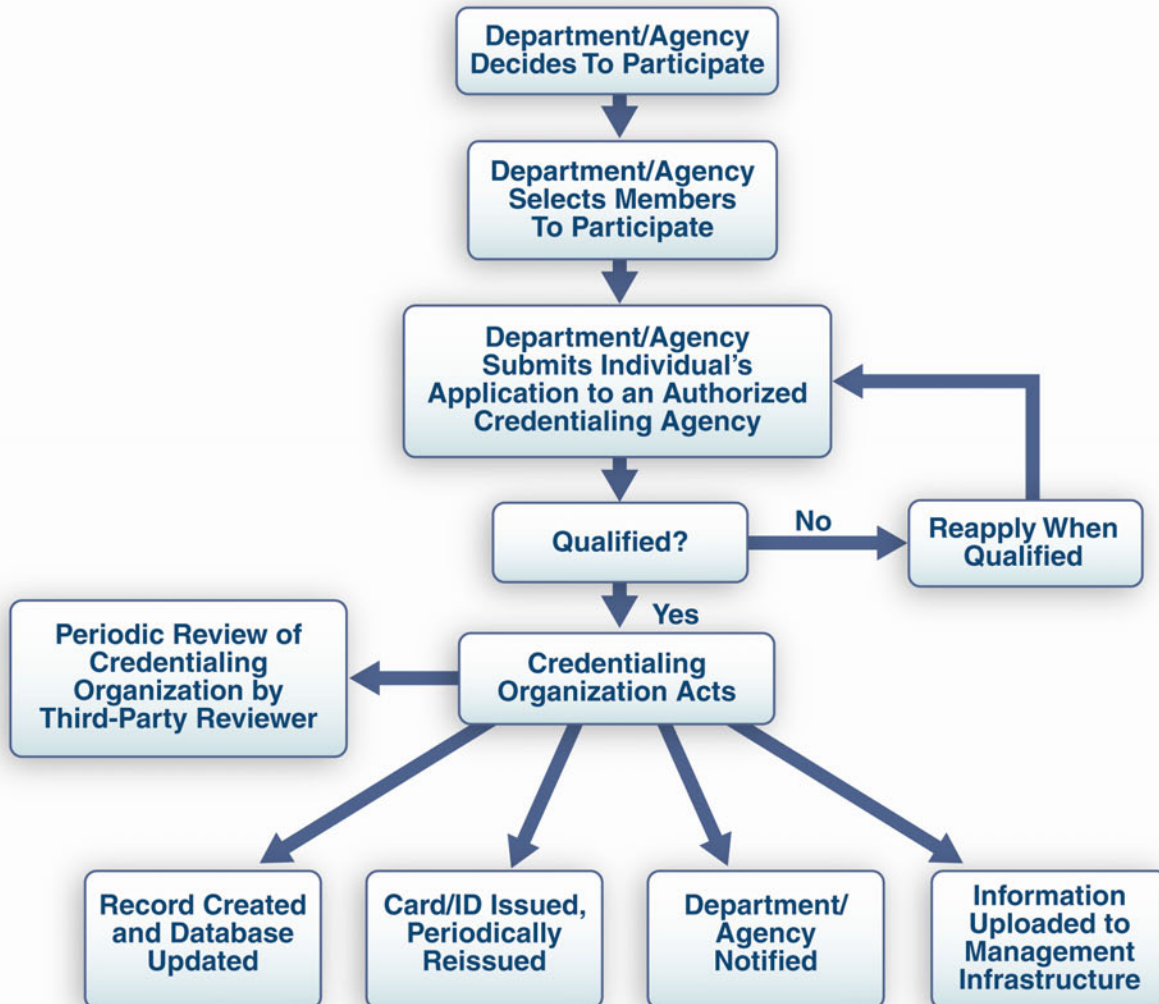 Department/Agency
Decides To Participate
Department/Agency
Selects Members
To Participate
Department/Agency
Submits Individual’s
Application to an Authorized
Credentialing Agency
Qualified?
No
Reapply When
Qualified
Yes
Periodic Review of
Credentialing
Organization by
Third-Party Reviewer
Credentialing
Organization Acts
Record Created
and Database
Updated
Card/ID Issued,
Periodically
Reissued
Department/
Agency
Notified
Information
Uploaded to
Management
Infrastructure